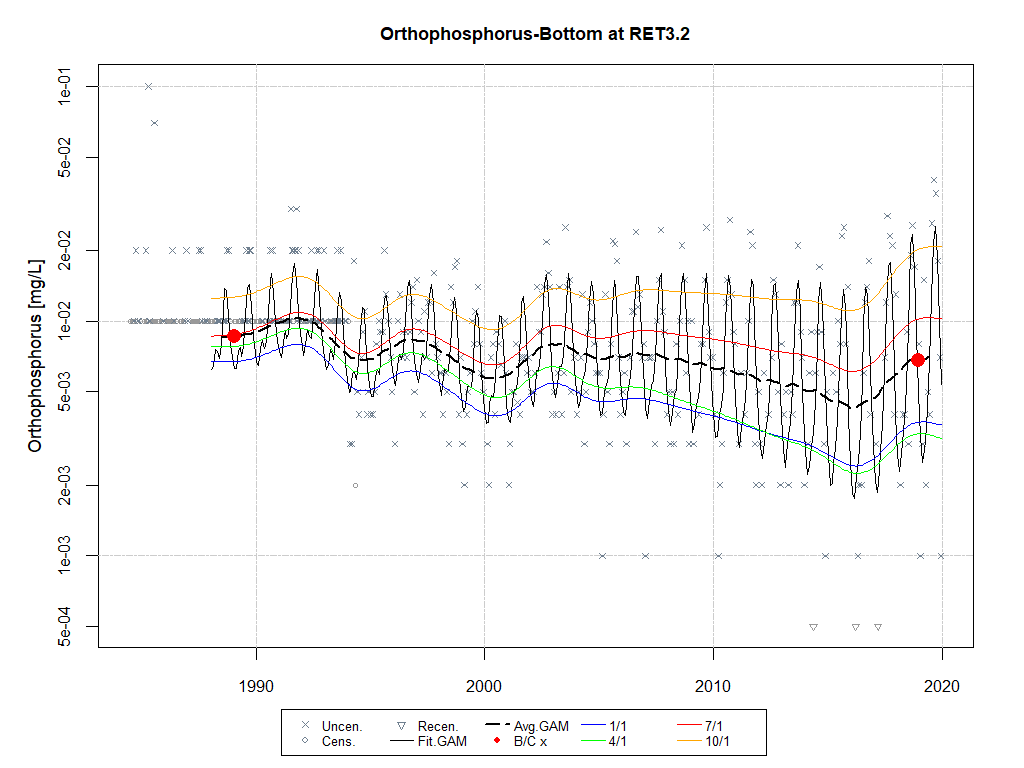 Orthophosphorus-Bottom at RET3.2
Orthophosphorus [mg/L]
1e-01
5e-02
2e-02
1e-02
5e-03
2e-03
1e-03
5e-04
1990 2000 2010 2020
Uncen. Recen. Avg.GAM 1/1 7/1
Cens. Fit.GAM B/C x 4/1 10/1